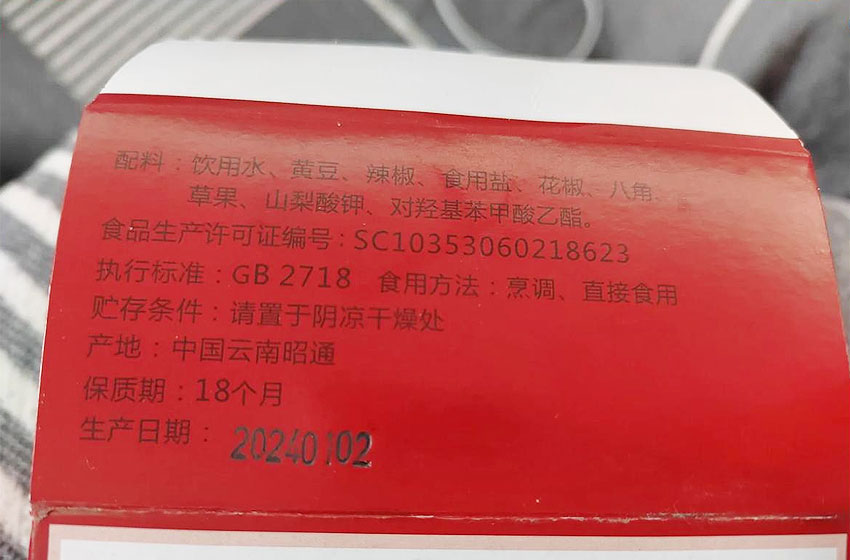 配料：饮用水、黄豆、辣椒、食用盐、花椒、八角、
草果、山梨酸钾、对羟基苯甲酸乙酯。
食品生产许可证编号：SC10353060218623
执行标准：GB 2718 食用方法：烹调、直接食用
贮存条件：请置于阴凉干燥处
产地：中国云南昭通
保质期：18个月
生产日期：20240102